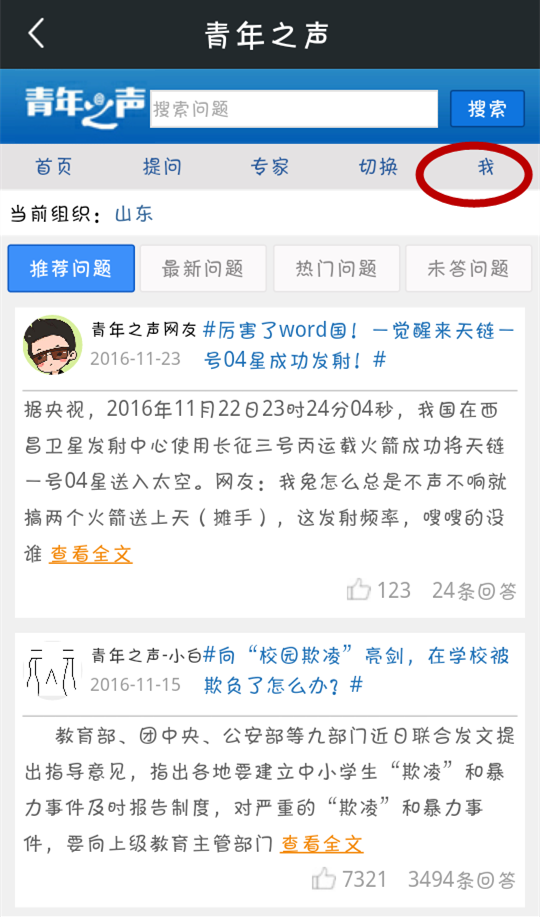 青年之声
青年之声 搜索问题 搜索
首页 提问 专家 切换 我
当前组织：山东
推荐问题 最新问题 热门问题 未答问题
青年之声网友 #厉害了word国！一觉醒来天链一
2016-11-23 号04星成功发射！#
据央视，2016年11月22日23时24分04秒，我国在西
昌卫星发射中心使用长征三号丙运载火箭成功将天链
一号04星送入太空。网友：我兔怎么总是不声不响就
搞两个火箭送上天（摊手），这发射频率，嗖嗖的没
谁 查看全文
123 24条回答
青年之声-小白 #向“校园欺凌”亮剑，在学校被
2016-11-15 欺负了怎么办？#
教育部、团中央、公安部等九部门近日联合发文提
出指导意见，指出各地要建立中小学生“欺凌”和暴
力事件及时报告制度，对严重的“欺凌”和暴力事
件，要向上级教育主管部门 查看全文
7321 3494条回答